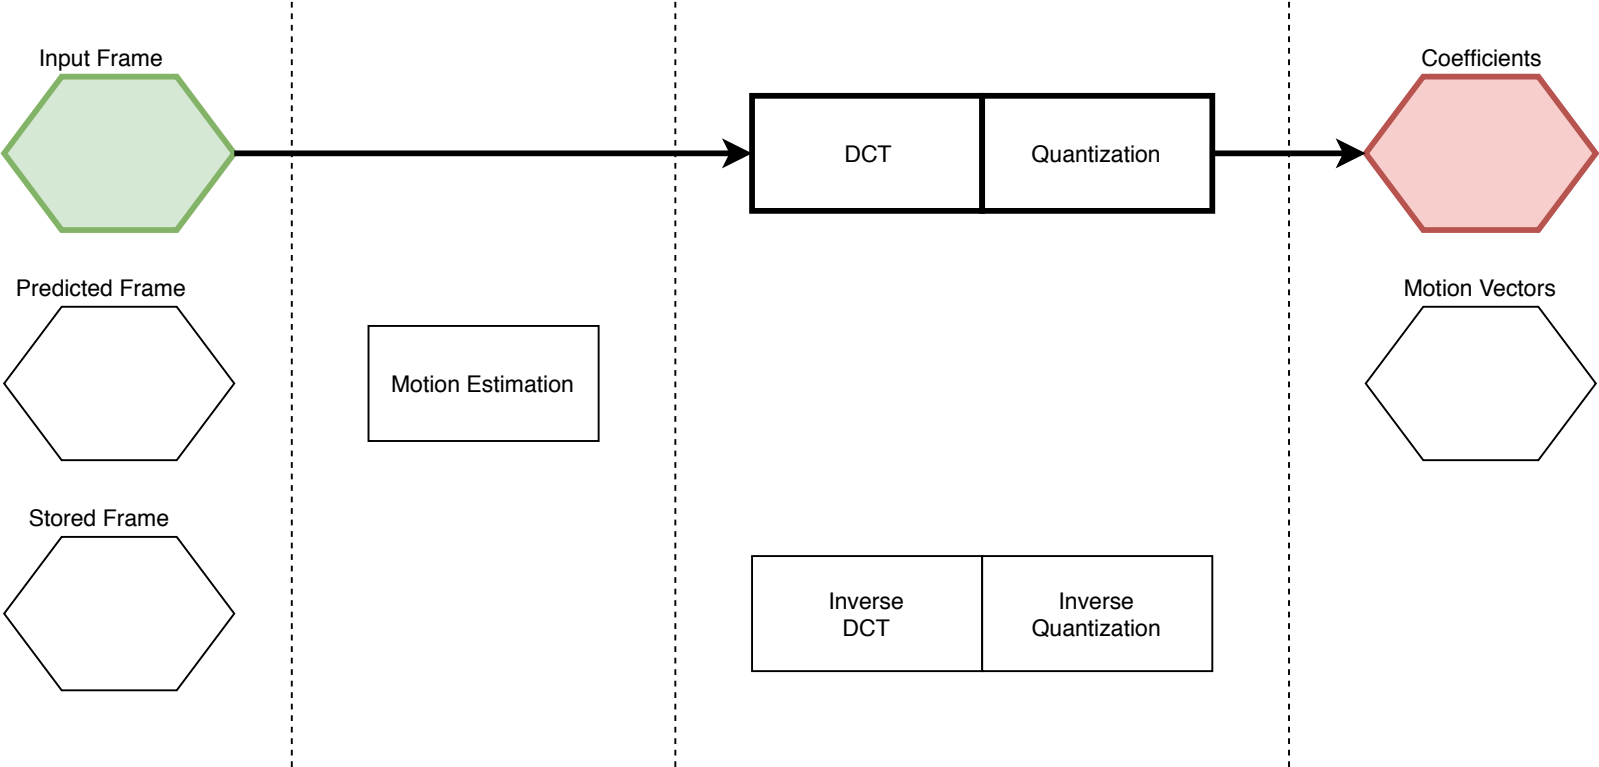 Input Frame
Coefficients
DCT
Quantization
Predicted Frame
Motion Vectors
Motion Estimation
Stored Frame
Inverse
DCT
Inverse
Quantization